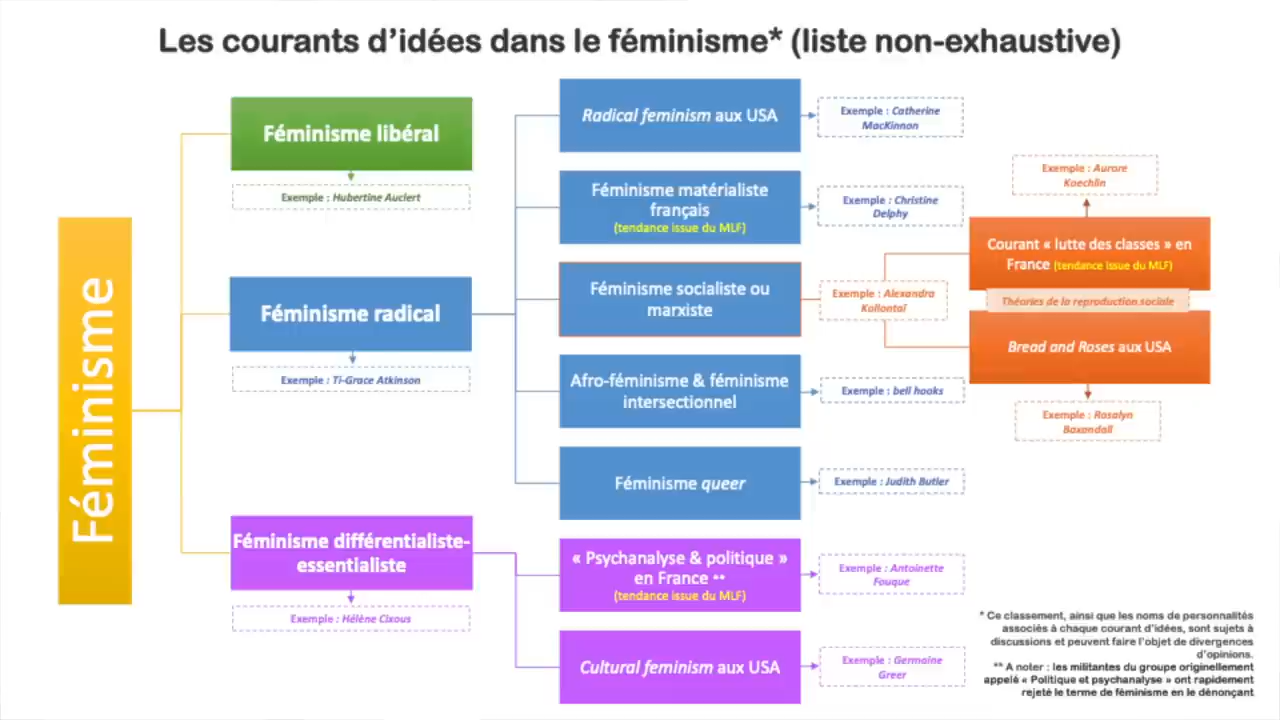 Les courants d'idées dans le féminisme* (liste non-exhaustive)
Féminisme
Féminisme libéral
Exemple : Hubertine Auclert
Féminisme radical
Exemple : Ti-Grace Atkinson
Féminisme différentialiste-
essentialiste
Exemple : Hélène Cixous
Radical feminism aux USA
Exemple : Catherine
MacKinnon
Féminisme matérialiste
français
(tendance issue du MLF)
Exemple : Christine
Delphy
Féminisme socialiste ou
marxiste
Exemple : Alexandra
Kollontaï
Exemple : Aurore
Koechlin
Courant « lutte des classes » en
France (tendance issue du MLF)
Théories de la reproduction sociale
Bread and Roses aux USA
Exemple : Rosalyn
Baxandall
Afro-féminisme & féminisme
intersectionnel
Exemple : bell hooks
Féminisme queer
Exemple : Judith Butler
« Psychanalyse & politique »
en France **
(tendance issue du MLF)
Exemple : Antoinette
Fouque
Cultural feminism aux USA
Exemple : Germaine
Greer
* Ce classement, ainsi que les noms de personnalités
associés à chaque courant d'idées, sont sujets à
discussions et peuvent faire l'objet de divergences
d'opinions.
** A noter : les militantes du groupe originellement
appelé « Politique et psychanalyse » ont rapidement
rejeté le terme de féminisme en le dénonçant